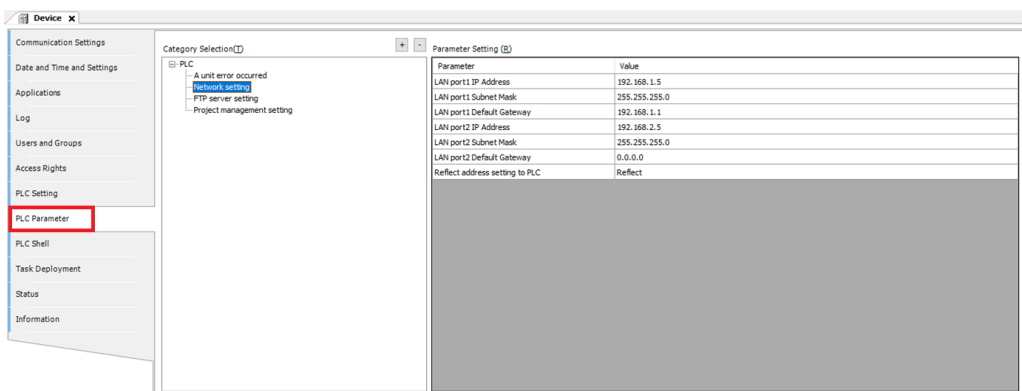 Device x
Communication Settings
Date and Time and Settings
Applications
Log
Users and Groups
Access Rights
PLC Setting
PLC Parameter
PLC Shell
Task Deployment
Status
Information
Category Selection(T) + -
PLC
A unit error occurred
Network setting
FTP server setting
Project management setting
Parameter Setting (R)
Parameter Value
LAN port1 IP Address 192.168.1.5
LAN port1 Subnet Mask 255.255.255.0
LAN port1 Default Gateway 192.168.1.1
LAN port2 IP Address 192.168.2.5
LAN port2 Subnet Mask 255.255.255.0
LAN port2 Default Gateway 0.0.0.0
Reflect address setting to PLC Reflect